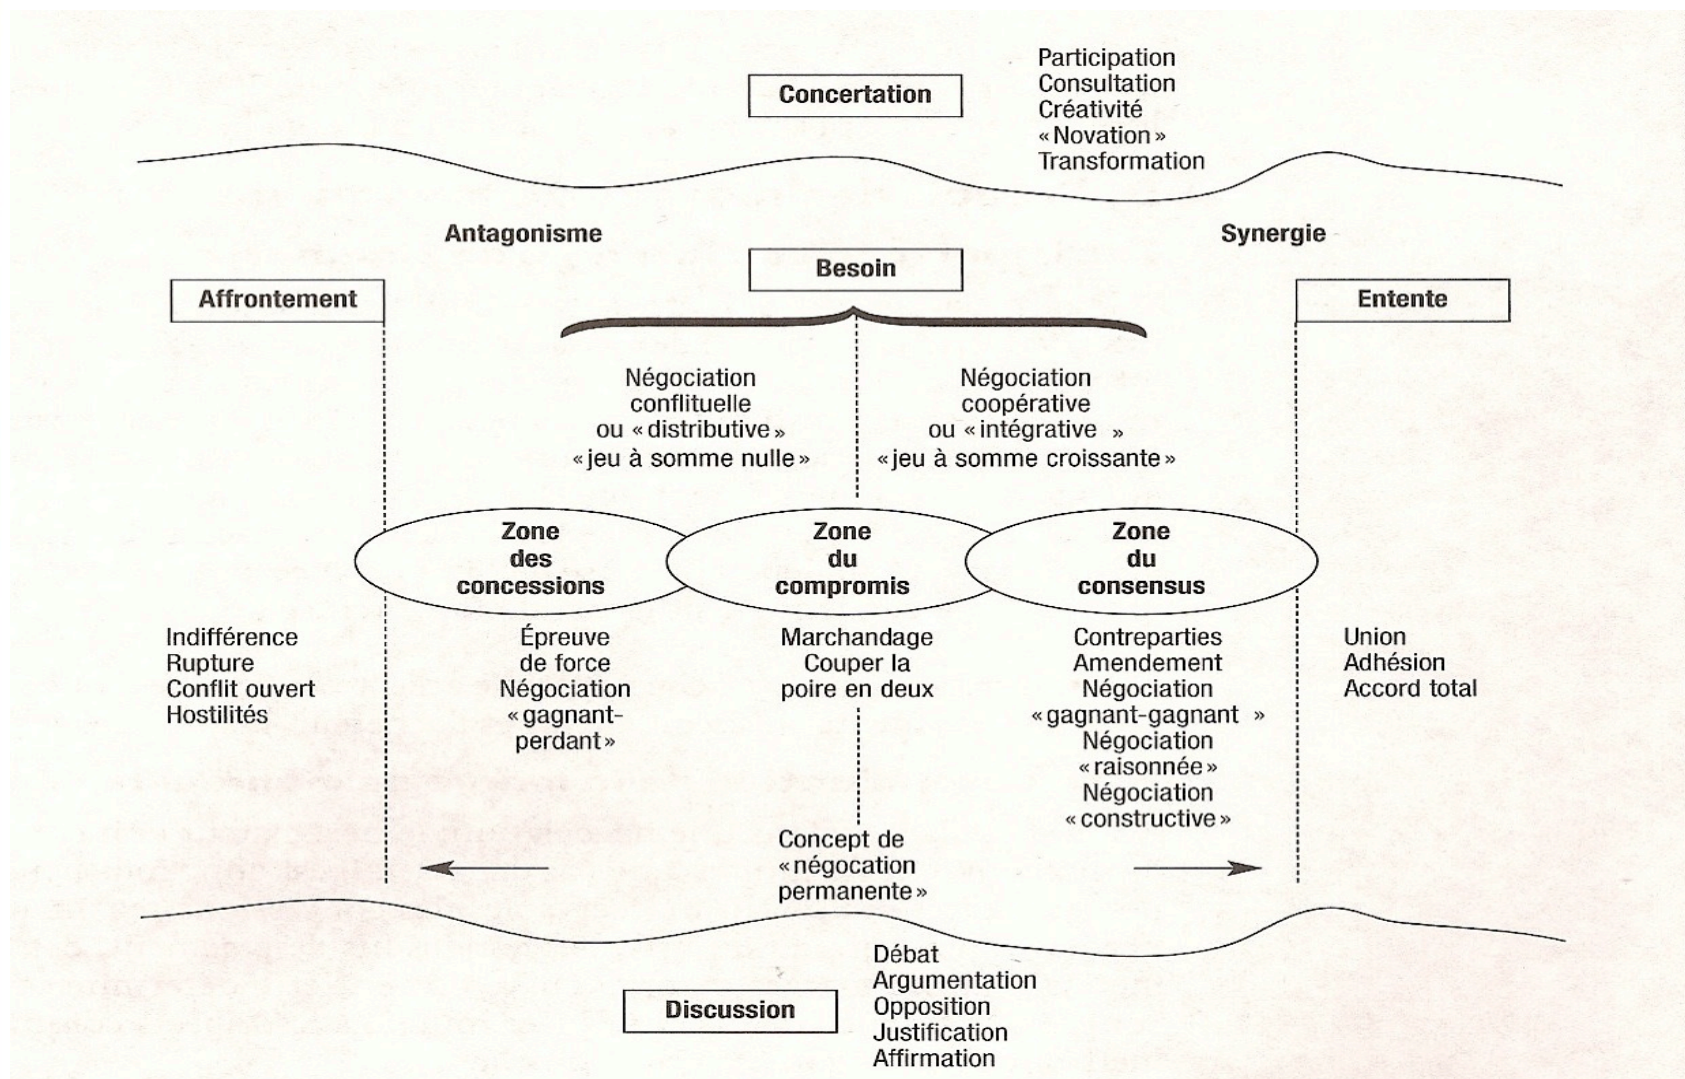 Concertation
Participation
Consultation
Créativité
« Novation »
Transformation
Antagonisme
Synergie
Besoin
Affrontement
Entente
Négociation
conflituelle
ou « distributive »
« jeu à somme nulle »
Négociation
coopérative
ou « intégrative »
« jeu à somme croissante »
Zone
des
concessions
Zone
du
compromis
Zone
du
consensus
Indifférence
Rupture
Conflit ouvert
Hostilités
Épreuve
de force
Négociation
« gagnant-
perdant »
Marchandage
Couper la
poire en deux
Contreparties
Amendement
Négociation
« gagnant-gagnant »
Négociation
« raisonnée »
Négociation
« constructive »
Union
Adhésion
Accord total
Concept de
« négocation
permanente »
Discussion
Débat
Argumentation
Opposition
Justification
Affirmation